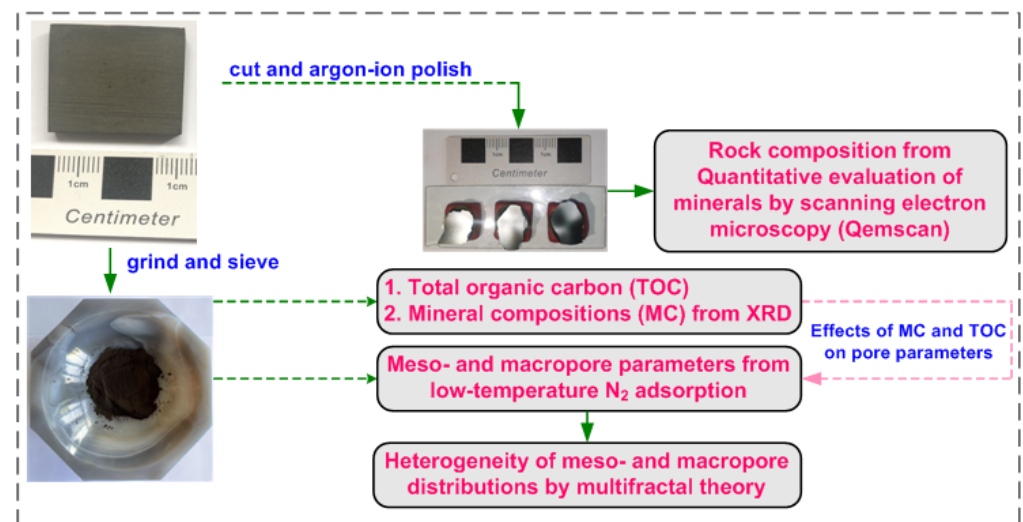 cut and argon-ion polish
1cm
1cm
Centimeter
1cm
1cm
Centimeter
Rock composition from
Quantitative evaluation of
minerals by scanning electron
microscopy (Qemscan)
grind and sieve
1. Total organic carbon (TOC)
2. Mineral compositions (MC) from XRD
Effects of MC and TOC
on pore parameters
Meso- and macropore parameters from
low-temperature N₂ adsorption
Heterogeneity of meso- and macropore
distributions by multifractal theory